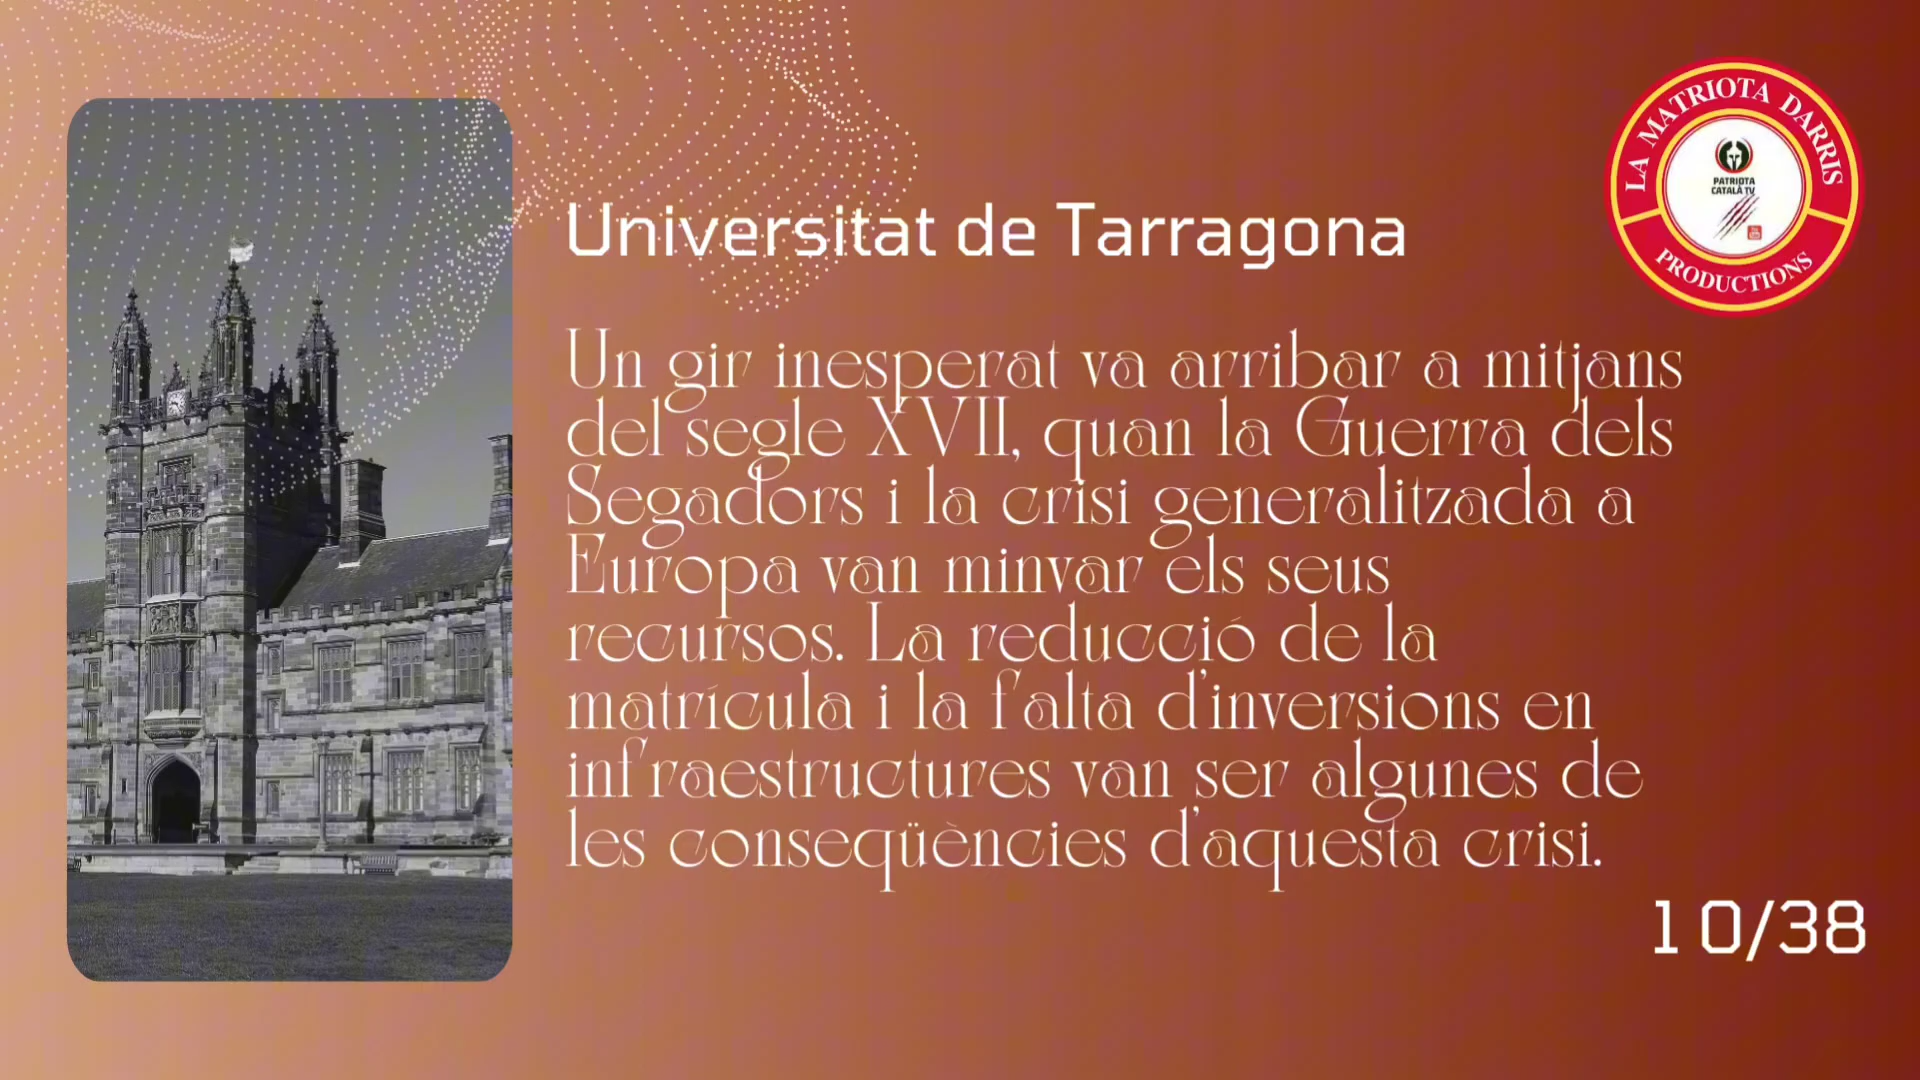 LA MATRIOTA DARRIS
PATRIOTA
CATALÀ TV
PRODUCTIONS
Universitat de Tarragona
Un gir inesperat va arribar a mitjans
del segle XVII, quan la Guerra dels
Segadors i la crisi generalitzada a
Europa van minvar els seus
recursos. La reducció de la
matrícula i la falta d'inversions en
infraestructures van ser algunes de
les conseqüències d'aquesta crisi.
10/38